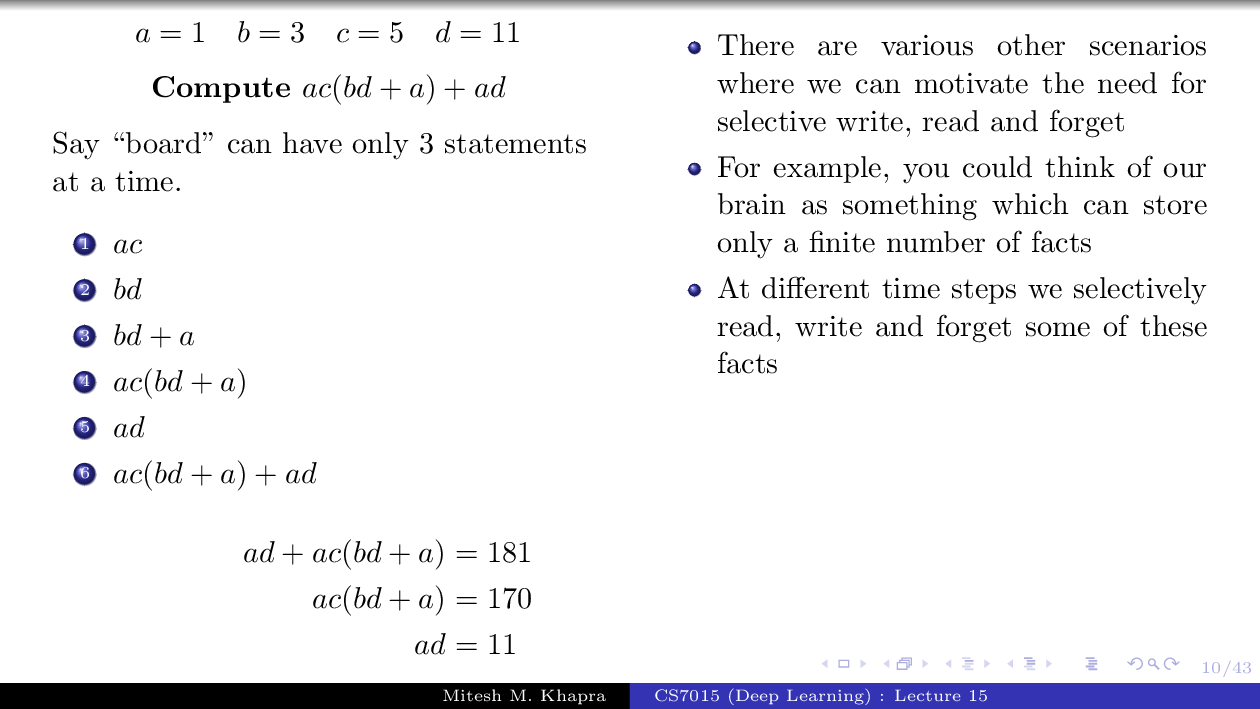 a = 1 b = 3 c = 5 d = 11
Compute ac(bd + a) + ad
Say “board” can have only 3 statements
at a time.
1 ac
2 bd
3 bd + a
4 ac(bd + a)
5 ad
6 ac(bd + a) + ad
ad + ac(bd + a) = 181
ac(bd + a) = 170
ad = 11
There are various other scenarios
where we can motivate the need for
selective write, read and forget
For example, you could think of our
brain as something which can store
only a finite number of facts
At different time steps we selectively
read, write and forget some of these
facts
10/43
Mitesh M. Khapra
CS7015 (Deep Learning) : Lecture 15